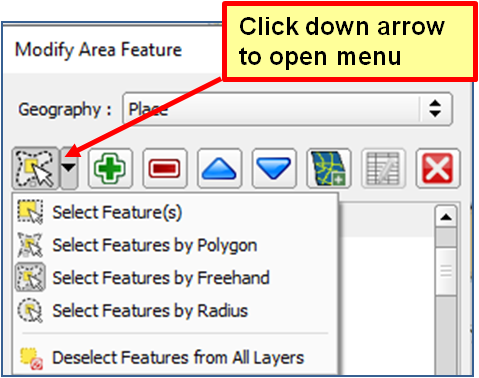 Click down arrow
to open menu
Modify Area Feature
Geography : Place
Select Feature(s)
Select Features by Polygon
Select Features by Freehand
Select Features by Radius
Deselect Features from All Layers